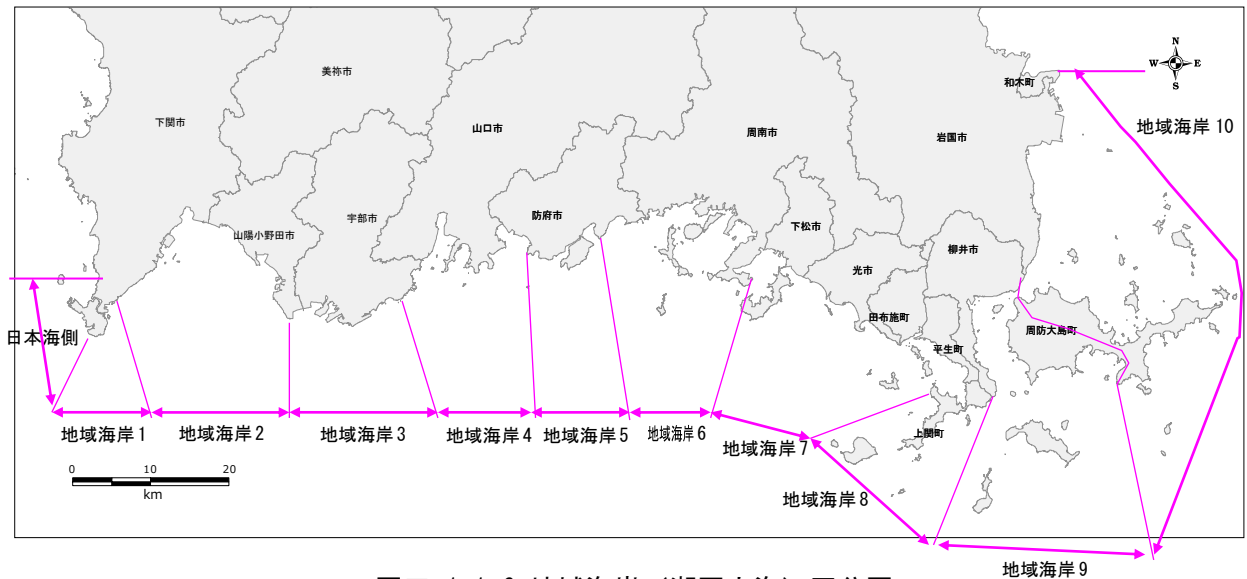 N
W E
S
和木町
美祢市
地域海岸 10
下関市
山口市
周南市
岩国市
宇部市
防府市
山陽小野田市
下松市
柳井市
光市
田布施町
周防大島町
日本海側
平生町
地域海岸 1
地域海岸 2
地域海岸 3
地域海岸 4
地域海岸 5
地域海岸 6
上関町
地域海岸 7
0 10 20
km
地域海岸 8
地域海岸 9